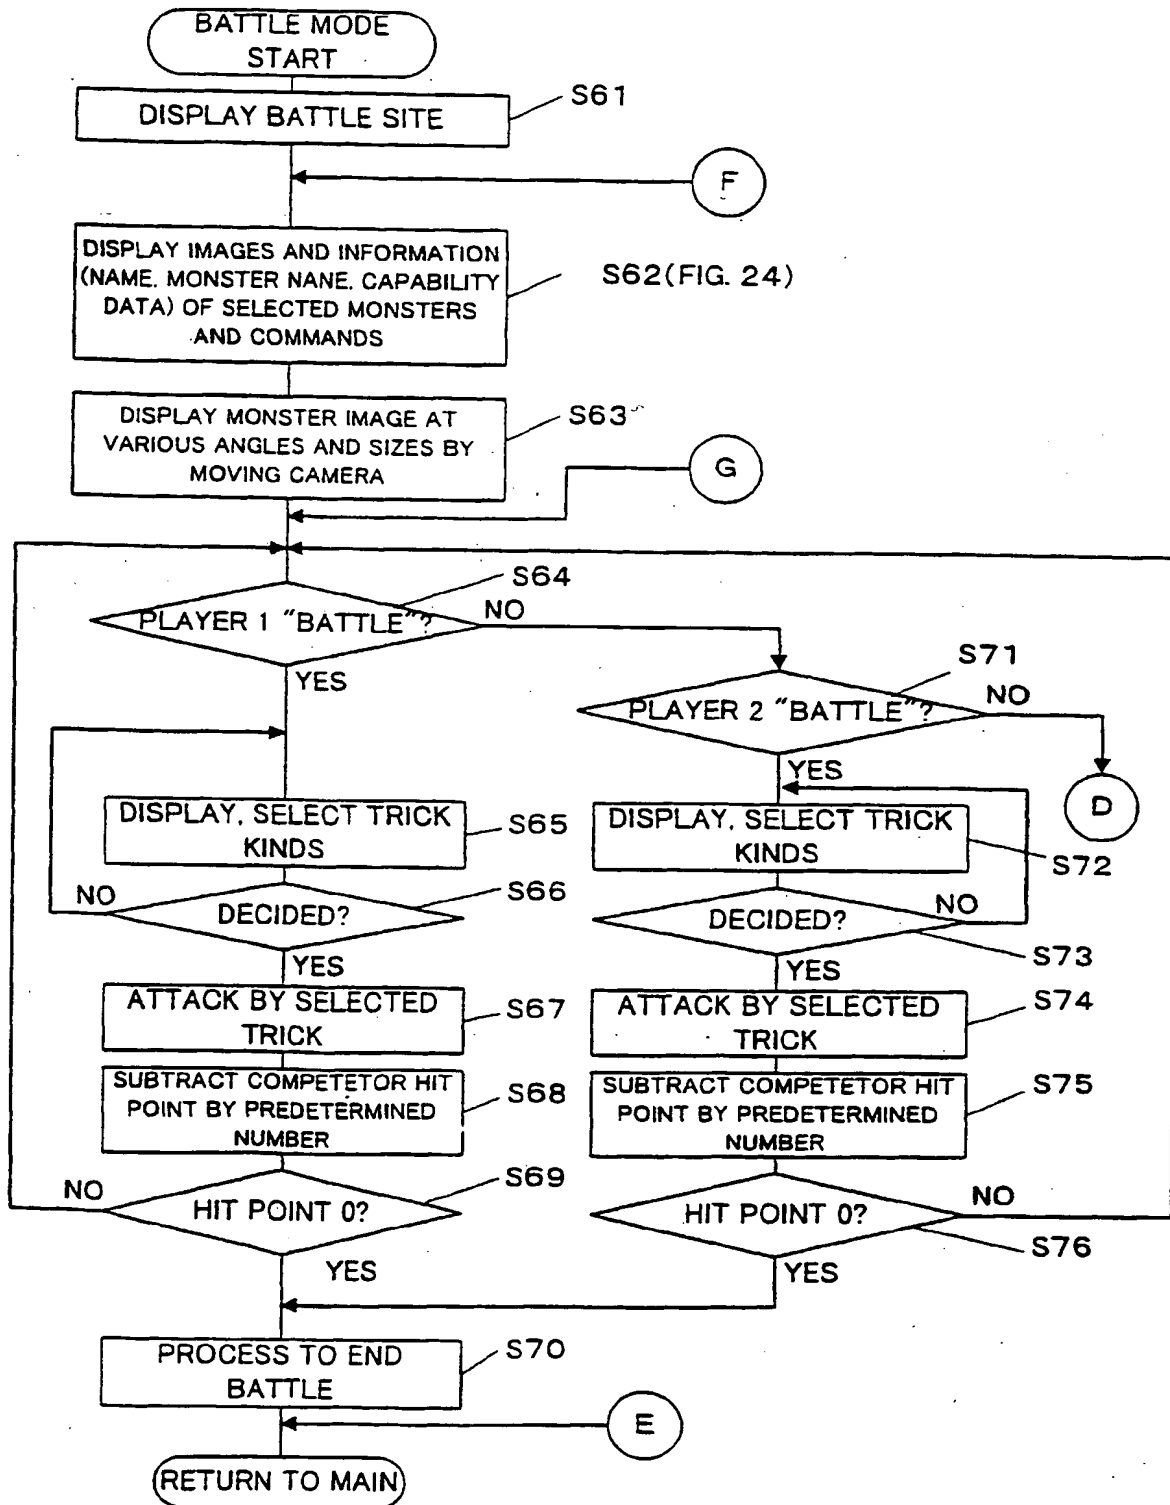 BATTLE MODE
START
DISPLAY BATTLE SITE
S61
F
DISPLAY IMAGES AND INFORMATION
(NAME. MONSTER NANE. CAPABILITY
DATA) OF SELECTED MONSTERS
AND COMMANDS
S62(FIG. 24)
DISPLAY MONSTER IMAGE AT
VARIOUS ANGLES AND SIZES BY
MOVING CAMERA
S63
G
S64
PLAYER 1 "BATTLE"?
NO
YES
S71
PLAYER 2 "BATTLE"?
NO
YES
D
DISPLAY. SELECT TRICK
KINDS
S65
DISPLAY. SELECT TRICK
KINDS
S72
NO
DECIDED?
S66
YES
DECIDED?
NO
S73
YES
ATTACK BY SELECTED
TRICK
S67
ATTACK BY SELECTED
TRICK
S74
SUBTRACT COMPETETOR HIT
POINT BY PREDETERMINED
NUMBER
S68
SUBTRACT COMPETETOR HIT
POINT BY PREDETERMINED
NUMBER
S75
NO
HIT POINT 0?
S69
YES
HIT POINT 0?
NO
S76
YES
PROCESS TO END
BATTLE
S70
E
RETURN TO MAIN